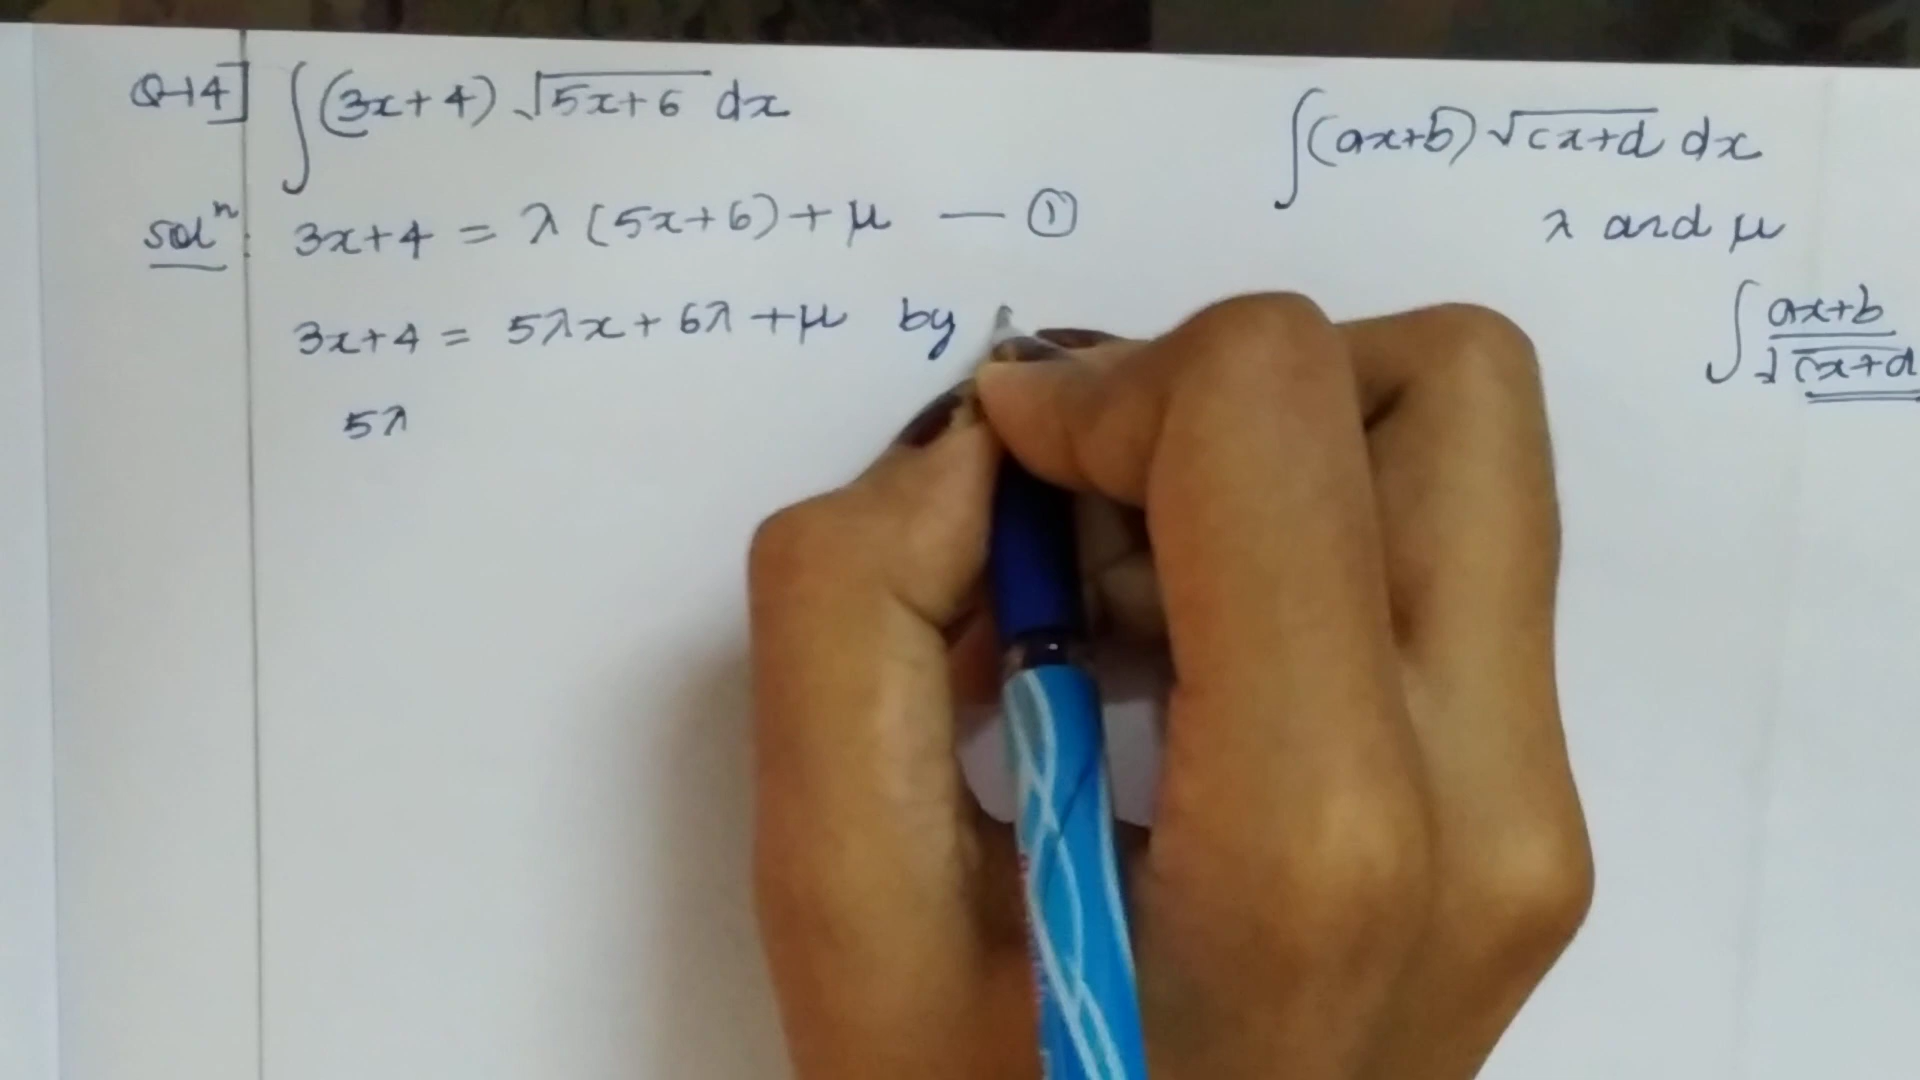 Q-14] ∫(3x+4) √5x+6 dx
solⁿ: 3x+4 = λ (5x+6)+μ — ①
3x+4 = 5λx+6λ+μ by
5λ
∫(ax+b) √cx+d dx
λ and μ
∫ ax+b
√cx+d